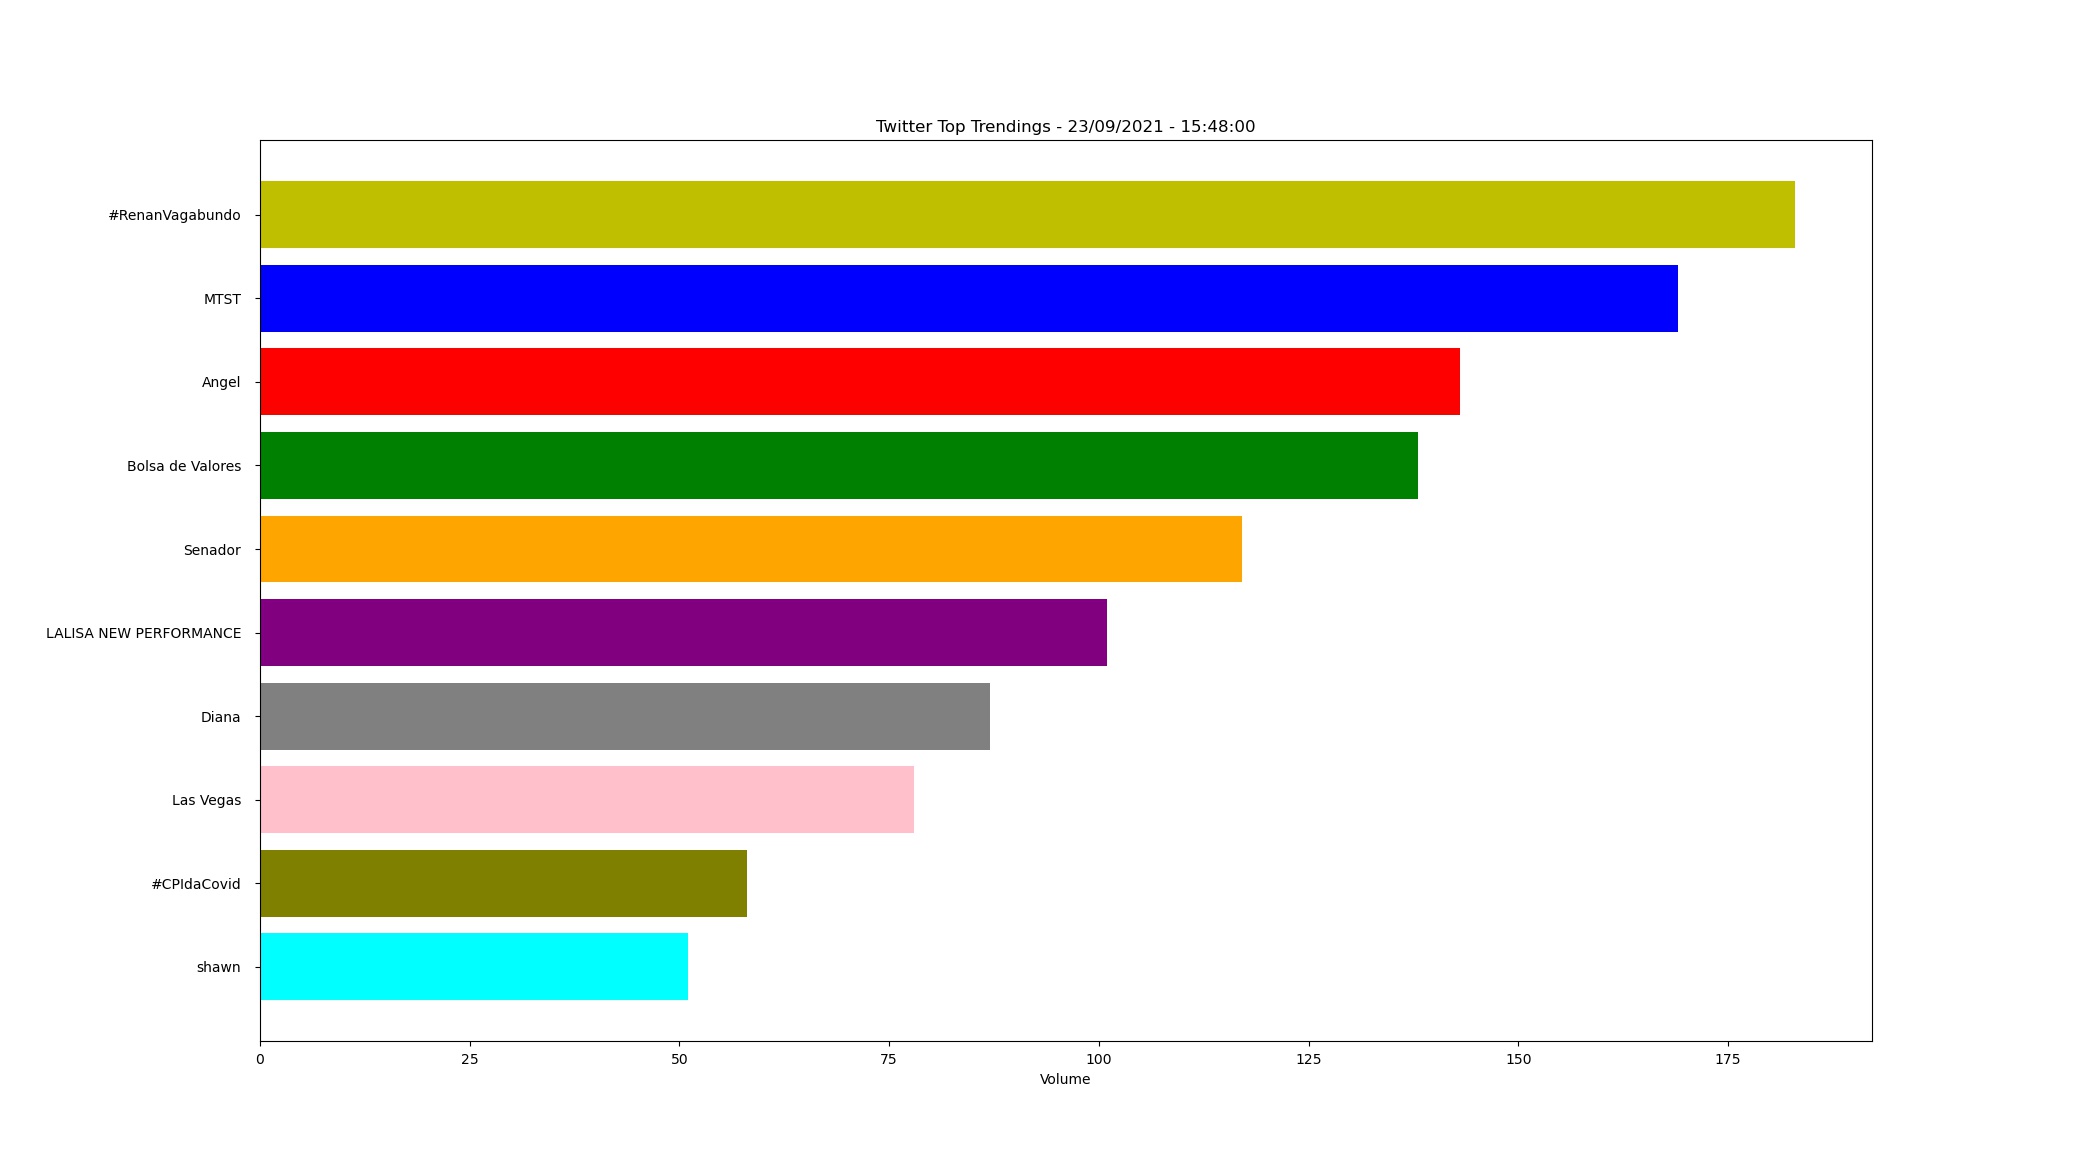 Twitter Top Trendings - 23/09/2021 - 15:48:00
#RenanVagabundo
MTST
Angel
Bolsa de Valores
Senador
LALISA NEW PERFORMANCE
Diana
Las Vegas
#CPIdaCovid
shawn
0 25 50 75 100 125 150 175
Volume